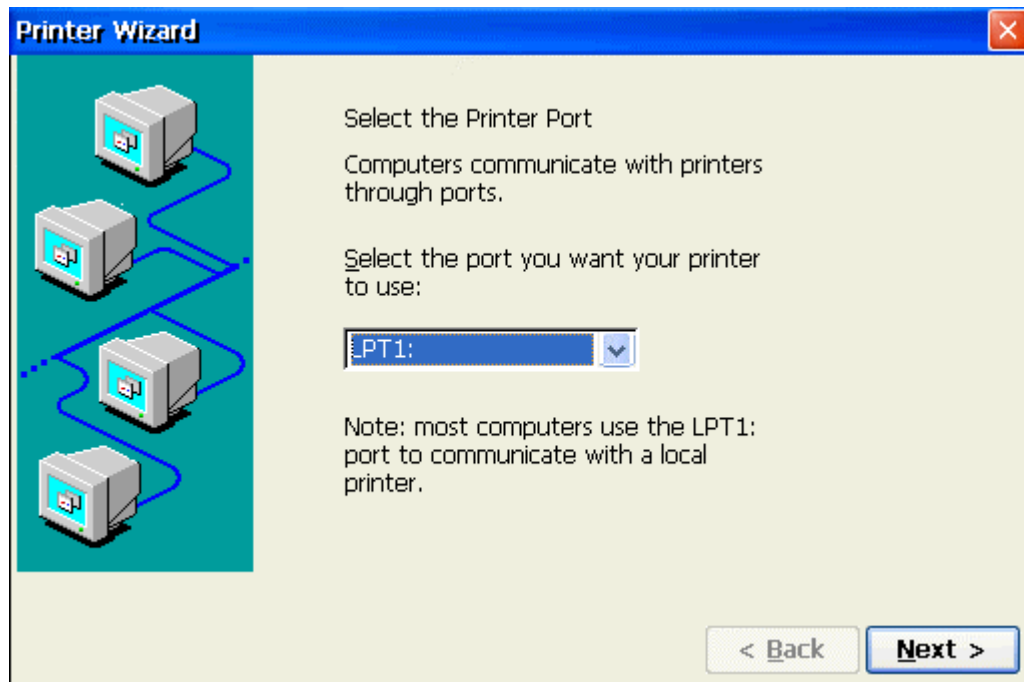 Printer Wizard
Select the Printer Port
Computers communicate with printers
through ports.
Select the port you want your printer
to use:
LPT1:
Note: most computers use the LPT1:
port to communicate with a local
printer.
< Back
Next >